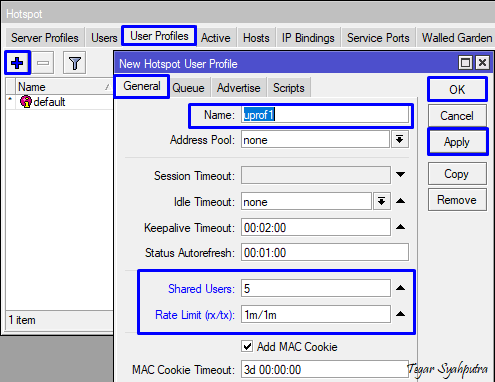 Hotspot
Server Profiles Users User Profiles Active Hosts IP Bindings Service Ports Walled Garden
New Hotspot User Profile
General Queue Advertise Scripts
Name
* default
1 item
Name: uprof1
Address Pool: none
Session Timeout:
Idle Timeout: none
Keepalive Timeout: 00:02:00
Status Autorefresh: 00:01:00
Shared Users: 5
Rate Limit (rx/tx): 1m/1m
Add MAC Cookie
MAC Cookie Timeout: 3d 00:00:00
OK
Cancel
Apply
Copy
Remove
Tegar Syahputra